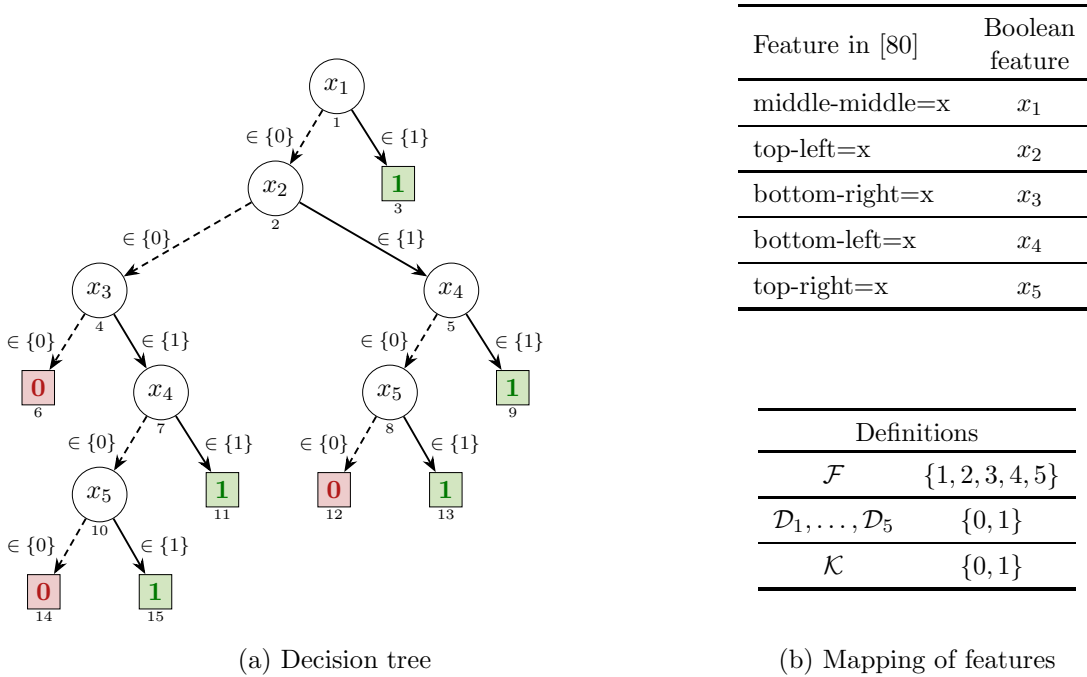 x₁
1
∈ {0}
∈ {1}
x₂
2
1
3
∈ {0}
∈ {1}
x₃
4
x₄
5
∈ {0}
∈ {1}
∈ {0}
∈ {1}
0
6
x₄
7
x₅
8
1
9
∈ {0}
∈ {1}
∈ {0}
∈ {1}
x₅
10
1
11
0
12
1
13
∈ {0}
∈ {1}
0
14
1
15
(a) Decision tree
Feature in [80]
Boolean
feature
middle-middle=x x₁
top-left=x x₂
bottom-right=x x₃
bottom-left=x x₄
top-right=x x₅
Definitions
ℱ {1, 2, 3, 4, 5}
𝒟₁, . . . , 𝒟₅ {0, 1}
𝒦 {0, 1}
(b) Mapping of features